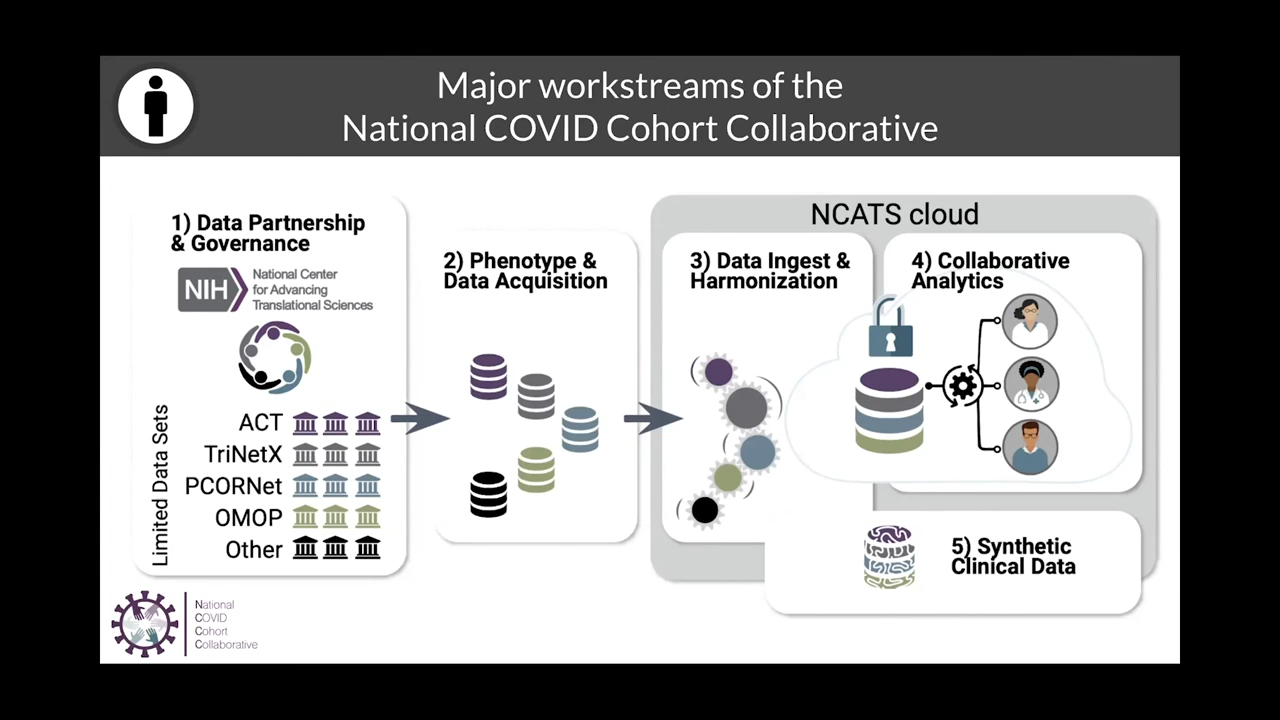 Major workstreams of the
National COVID Cohort Collaborative
1) Data Partnership
& Governance
NIH
National Center
for Advancing
Translational Sciences
Limited Data Sets
ACT
TriNetX
PCORNet
OMOP
Other
2) Phenotype &
Data Acquisition
NCATS cloud
3) Data Ingest &
Harmonization
4) Collaborative
Analytics
5) Synthetic
Clinical Data
National
COVID
Cohort
Collaborative